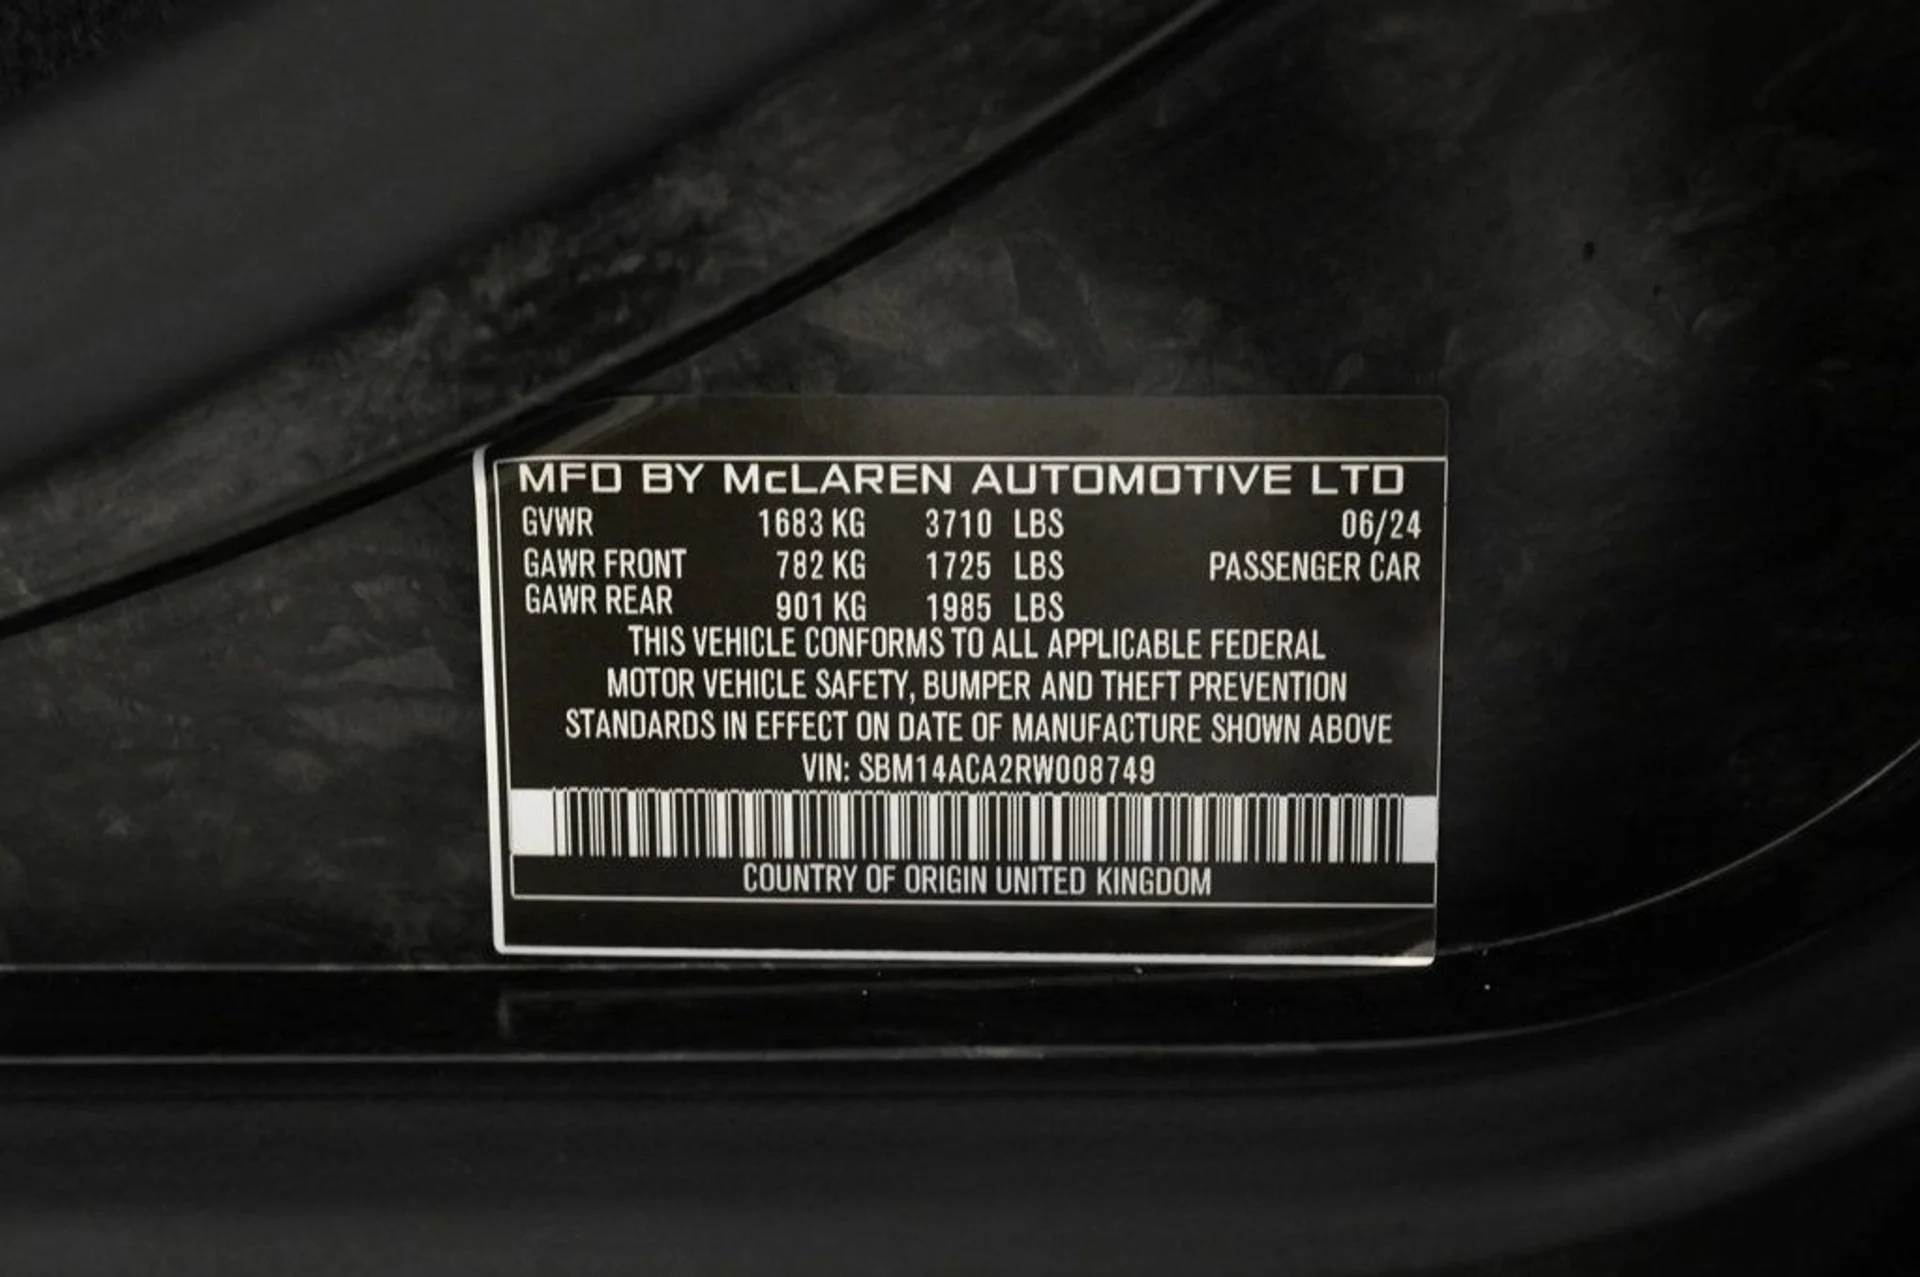 MFD BY McLAREN AUTOMOTIVE LTD
GVWR 1683 KG 3710 LBS 06/24
GAWR FRONT 782 KG 1725 LBS PASSENGER CAR
GAWR REAR 901 KG 1985 LBS
THIS VEHICLE CONFORMS TO ALL APPLICABLE FEDERAL
MOTOR VEHICLE SAFETY, BUMPER AND THEFT PREVENTION
STANDARDS IN EFFECT ON DATE OF MANUFACTURE SHOWN ABOVE
VIN: SBM14ACA2RW008749
COUNTRY OF ORIGIN UNITED KINGDOM